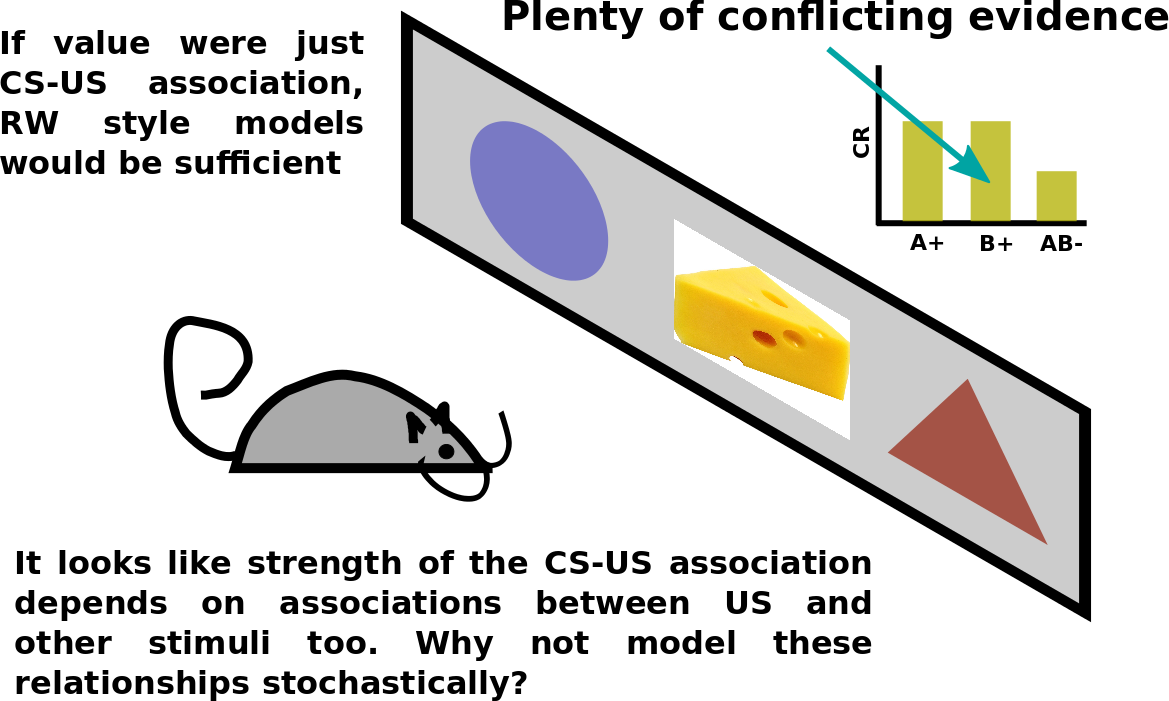 Plenty of conflicting evidence
If value were just
CS-US association,
RW style models
would be sufficient
CR
A+ B+ AB-
It looks like strength of the CS-US association
depends on associations between US and
other stimuli too. Why not model these
relationships stochastically?